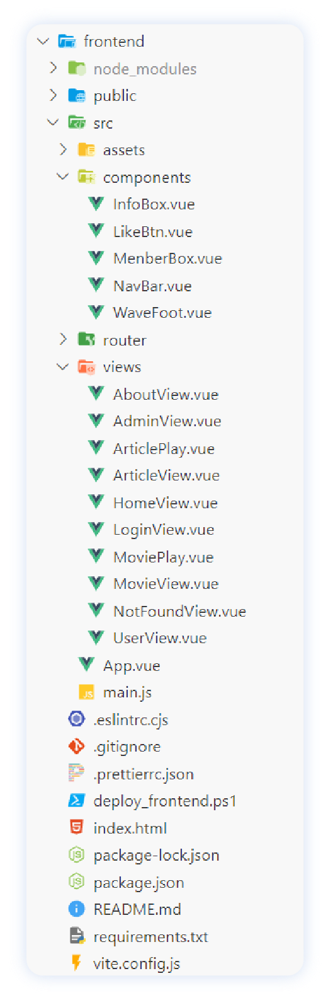 frontend
node_modules
public
src
assets
components
InfoBox.vue
LikeBtn.vue
MenberBox.vue
NavBar.vue
WaveFoot.vue
router
views
AboutView.vue
AdminView.vue
ArticlePlay.vue
ArticleView.vue
HomeView.vue
LoginView.vue
MoviePlay.vue
MovieView.vue
NotFoundView.vue
UserView.vue
App.vue
JS main.js
.eslintrc.cjs
.gitignore
.prettierrc.json
deploy_frontend.ps1
index.html
package-lock.json
package.json
README.md
requirements.txt
vite.config.js